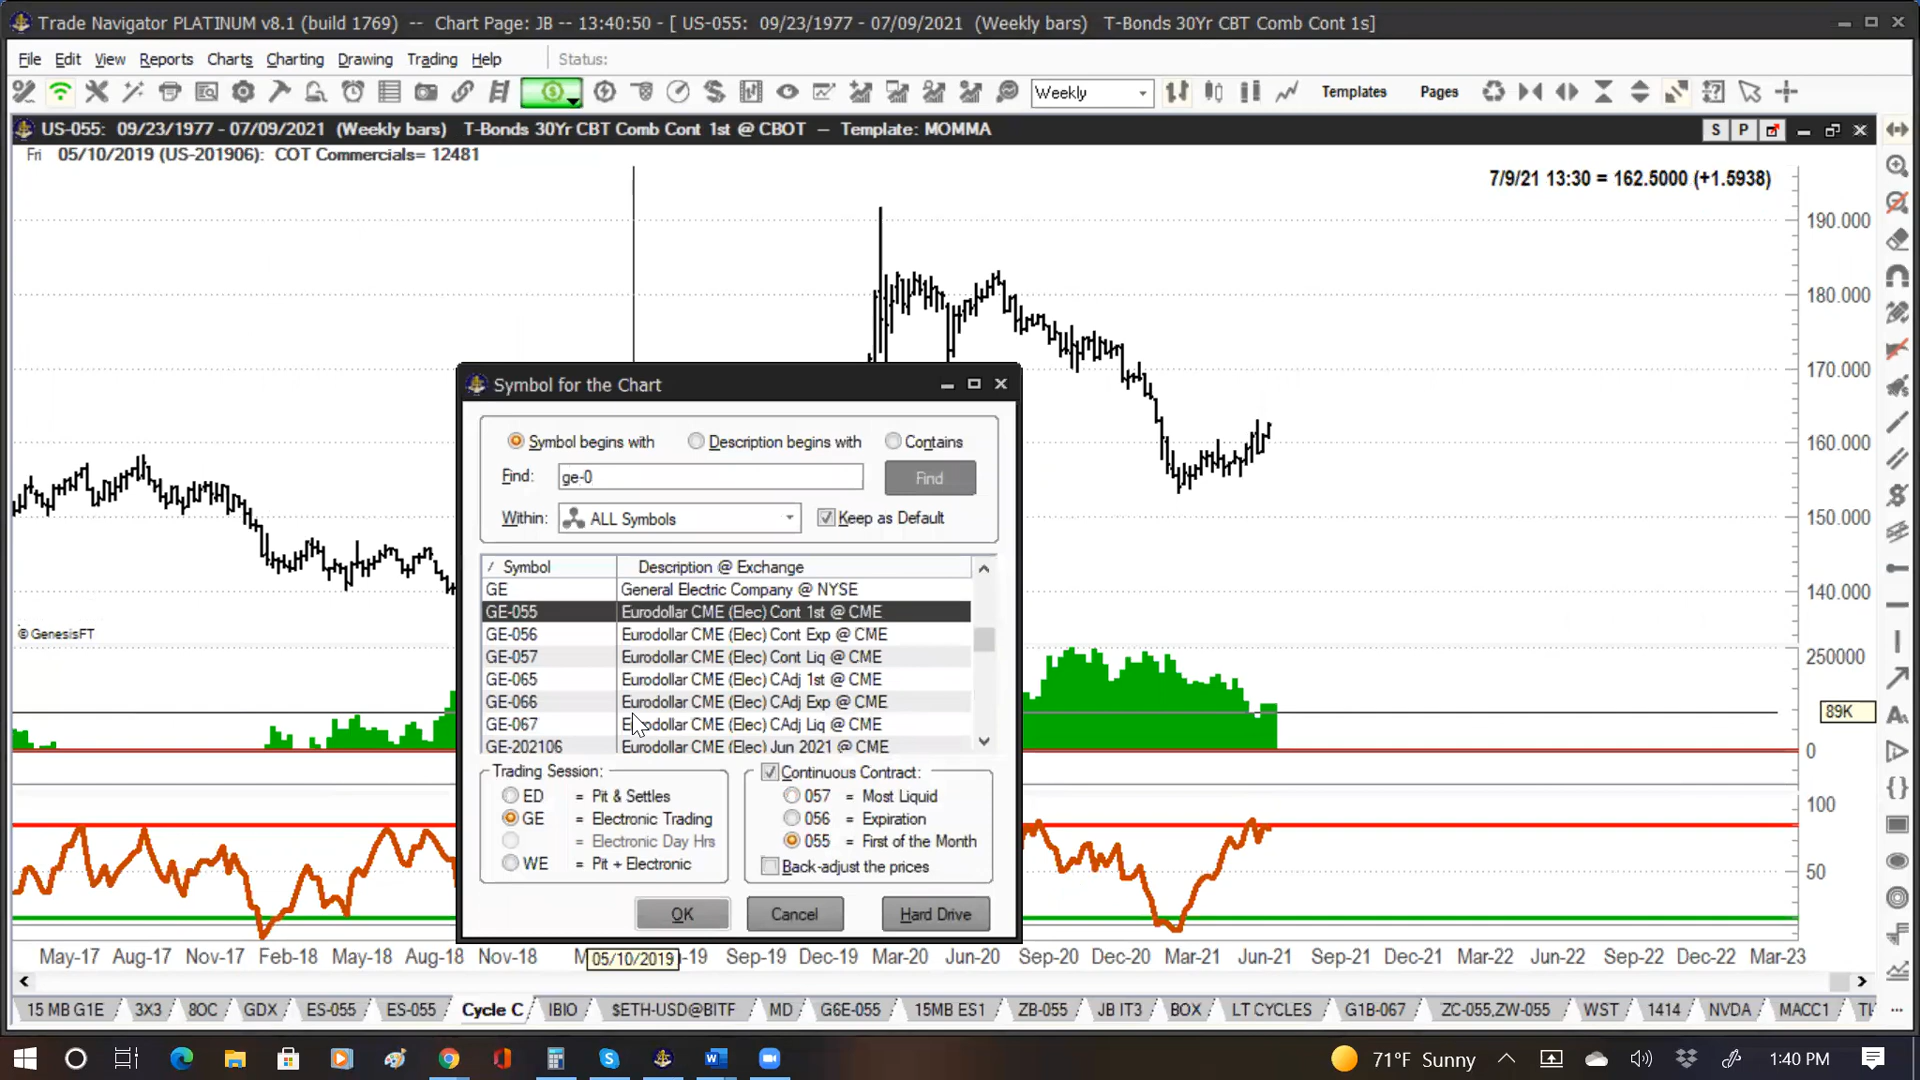 Trade Navigator PLATINUM v8.1 (build 1769) -- Chart Page: JB -- 13:40:50 - [ US-055: 09/23/1977 - 07/09/2021 (Weekly bars) T-Bonds 30Yr CBT Comb Cont 1s]
File Edit View Reports Charts Charting Drawing Trading Help Status:
Weekly Templates Pages
US-055: 09/23/1977 - 07/09/2021 (Weekly bars) T-Bonds 30Yr CBT Comb Cont 1st @ CBOT -- Template: MOMMA S P
Fri 05/10/2019 (US-201906): COT Commercials= 12481
7/9/21 13:30 = 162.5000 (+1.5938)
190.000
180.000
170.000
160.000
150.000
140.000
© GenesisFT
250000
89K
0
100
50
Symbol for the Chart
Symbol begins with Description begins with Contains
Find: ge-0 Find
Within: ALL Symbols Keep as Default
/ Symbol Description @ Exchange
GE General Electric Company @ NYSE
GE-055 Eurodollar CME (Elec) Cont 1st @ CME
GE-056 Eurodollar CME (Elec) Cont Exp @ CME
GE-057 Eurodollar CME (Elec) Cont Liq @ CME
GE-065 Eurodollar CME (Elec) CAdj 1st @ CME
GE-066 Eurodollar CME (Elec) CAdj Exp @ CME
GE-067 Eurodollar CME (Elec) CAdj Liq @ CME
GE-202106 Eurodollar CME (Elec) Jun 2021 @ CME
Trading Session: Continuous Contract:
ED = Pit & Settles 057 = Most Liquid
GE = Electronic Trading 056 = Expiration
= Electronic Day Hrs 055 = First of the Month
WE = Pit + Electronic Back-adjust the prices
OK Cancel Hard Drive
May-17 Aug-17 Nov-17 Feb-18 May-18 Aug-18 Nov-18 M 05/10/2019 -19 Sep-19 Dec-19 Mar-20 Jun-20 Sep-20 Dec-20 Mar-21 Jun-21 Sep-21 Dec-21 Mar-22 Jun-22 Sep-22 Dec-22 Mar-23
15 MB G1E 3X3 8OC GDX ES-055 ES-055 Cycle C IBIO $ETH-USD@BITF MD G6E-055 15MB ES1 ZB-055 JB IT3 BOX LT CYCLES G1B-067 ZC-055,ZW-055 WST 1414 NVDA MACC1 TL
71°F Sunny 1:40 PM